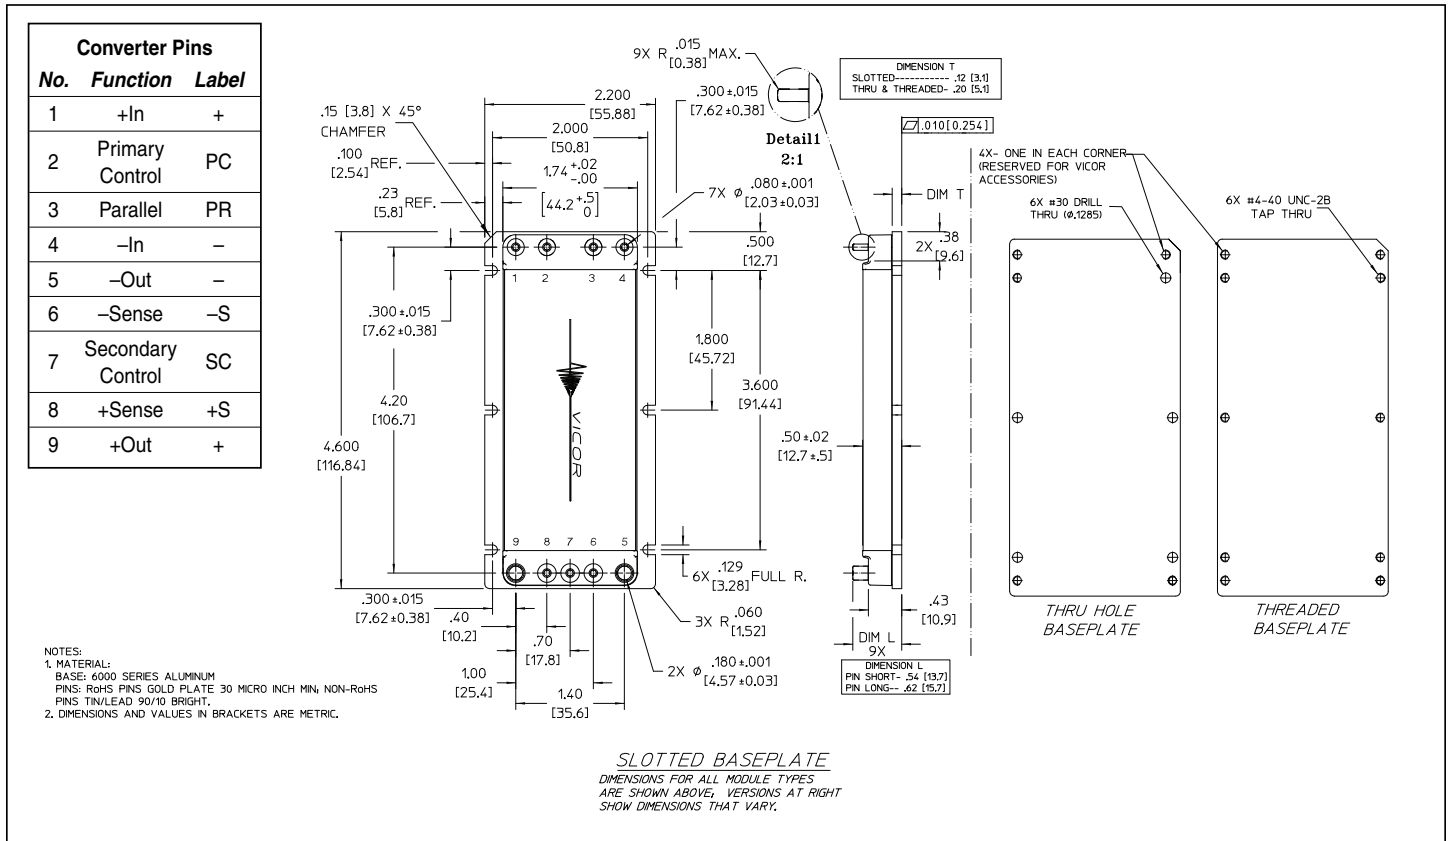 Converter Pins
No. Function Label
1 +In +
2 Primary Control PC
3 Parallel PR
4 –In –
5 –Out –
6 –Sense –S
7 Secondary Control SC
8 +Sense +S
9 +Out +
9X R .015 [0.38] MAX.
DIMENSION T
SLOTTED----------- .12 [3.1]
THRU & THREADED- .20 [5.1]
2.200
[55.88]
.300 ±.015
[7.62 ±0.38]
.15 [3.8] X 45°
CHAMFER
2.000
[50.8]
Detail1
2:1
.010[0.254]
.100
[2.54] REF.
1.74 +.02 -.00
[44.2 +.5 0]
4X- ONE IN EACH CORNER
(RESERVED FOR VICOR
ACCESSORIES)
.23
[5.8] REF.
7X ø .080 ±.001
[2.03 ±0.03]
DIM T
6X #30 DRILL
THRU (ø.1285)
6X #4-40 UNC-2B
TAP THRU
.500
[12.7]
2X .38
[9.6]
1 2 3 4
.300 ±.015
[7.62 ±0.38]
1.800
[45.72]
3.600
[91.44]
4.20
[106.7]
4.600
[116.84]
VICOR
.50 ±.02
[12.7 ±.5]
9 8 7 6 5
6X .129
[3.28] FULL R.
.300 ±.015
[7.62 ±0.38]
.40
[10.2]
3X R .060
[1.52]
.43
[10.9]
THRU HOLE
BASEPLATE
THREADED
BASEPLATE
.70
[17.8]
DIM L
9X
1.00
[25.4]
2X ø .180 ±.001
[4.57 ±0.03]
DIMENSION L
PIN SHORT- .54 [13.7]
PIN LONG-- .62 [15.7]
1.40
[35.6]
NOTES:
1. MATERIAL:
BASE: 6000 SERIES ALUMINUM
PINS: RoHS PINS GOLD PLATE 30 MICRO INCH MIN; NON-RoHS
PINS TIN/LEAD 90/10 BRIGHT.
2. DIMENSIONS AND VALUES IN BRACKETS ARE METRIC.
SLOTTED BASEPLATE
DIMENSIONS FOR ALL MODULE TYPES
ARE SHOWN ABOVE; VERSIONS AT RIGHT
SHOW DIMENSIONS THAT VARY.